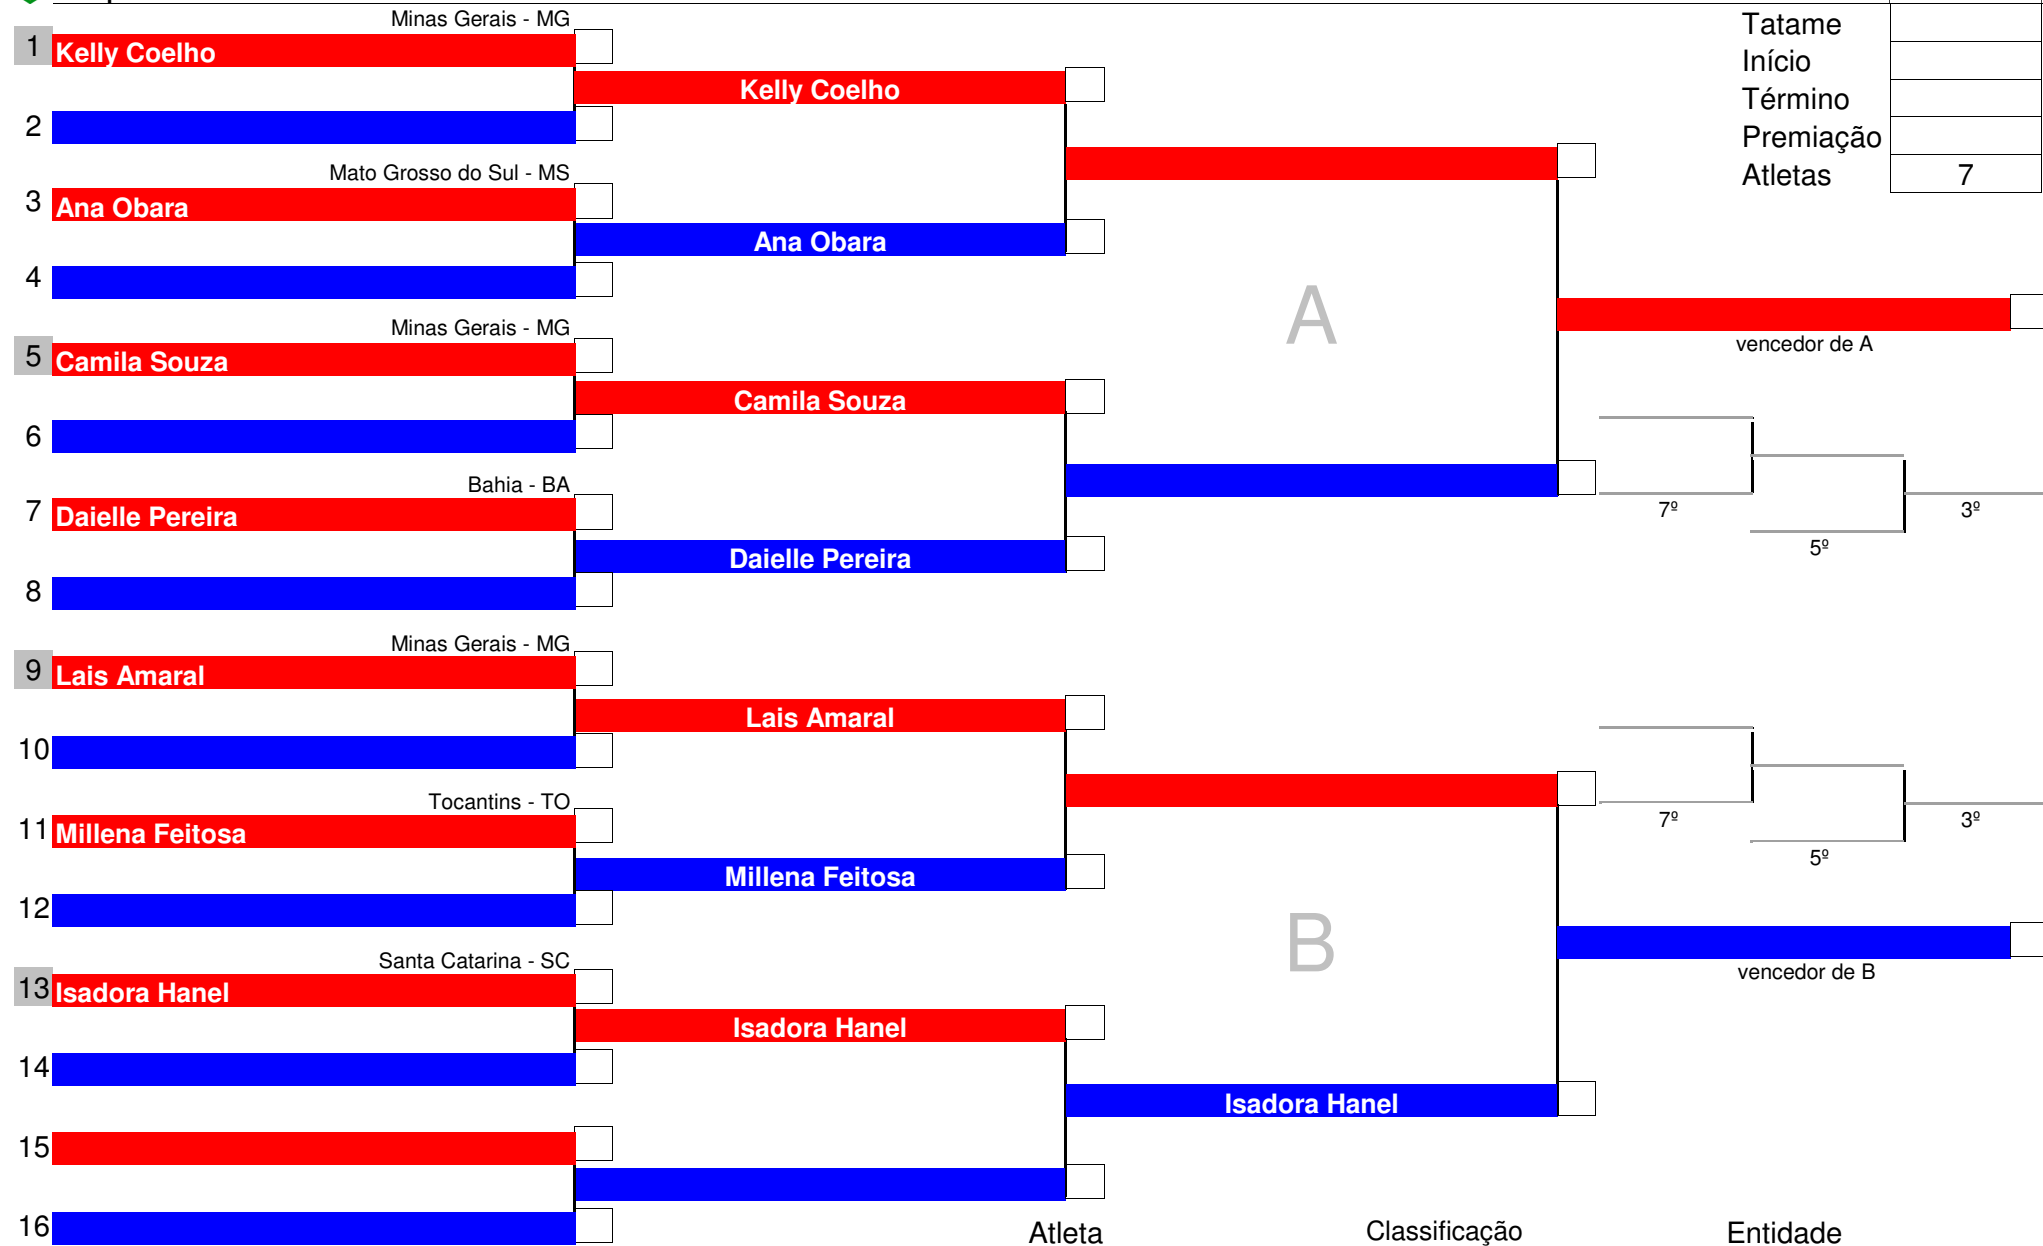 Minas Gerais - MG
Tatame
1 Kelly Coelho
Início
Kelly Coelho
Término
2
Premiação
Mato Grosso do Sul - MS
Atletas 7
3 Ana Obara
Ana Obara
4
A
Minas Gerais - MG
vencedor de A
5 Camila Souza
Camila Souza
6
Bahia - BA
7 Daielle Pereira
7º 3º
5º
Daielle Pereira
8
Minas Gerais - MG
9 Lais Amaral
Lais Amaral
10
Tocantins - TO
11 Millena Feitosa
7º 3º
5º
Millena Feitosa
12
B
Santa Catarina - SC
vencedor de B
13 Isadora Hanel
Isadora Hanel
14
Isadora Hanel
15
16
Atleta Classificação Entidade